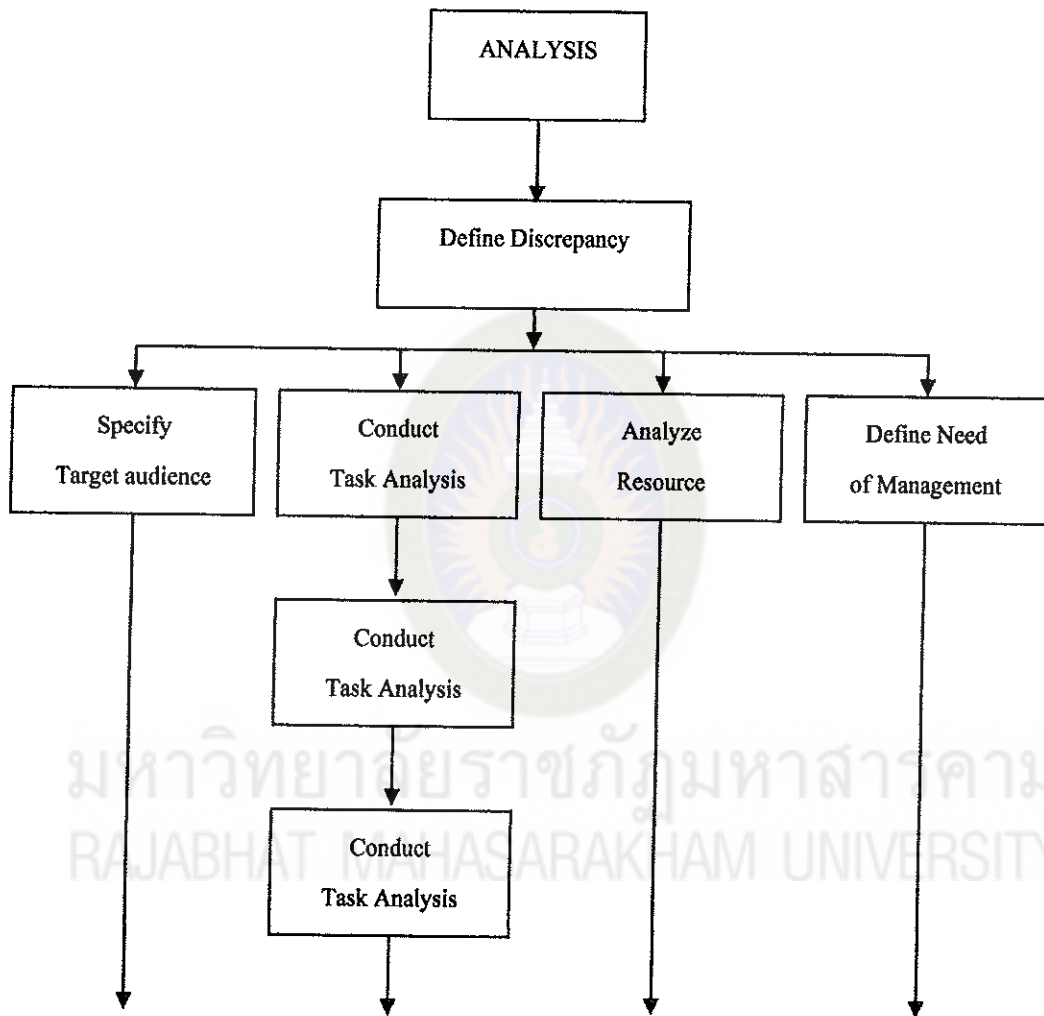 ANALYSIS
Define Discrepancy
Specify
Target audience
Conduct
Task Analysis
Analyze
Resource
Define Need
of Management
Conduct
Task Analysis
Conduct
Task Analysis
มหาวิทยาลัยราชภัฏมหาสารคาม
RAJABHAT MAHASARAKHAM UNIVERSITY